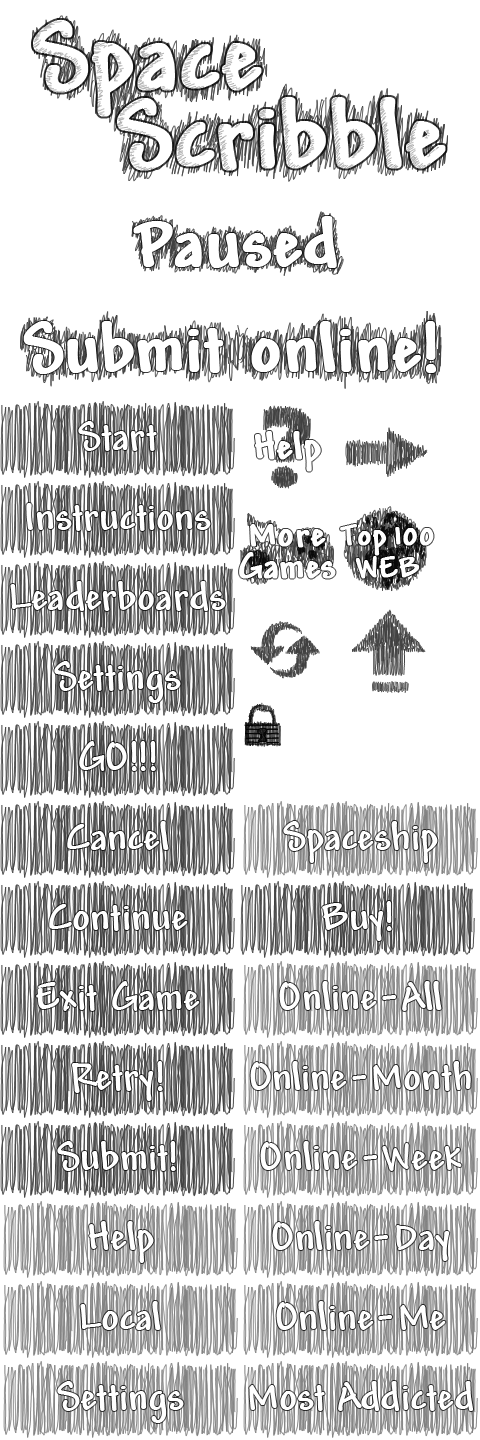 Space
Scribble
Paused
Submit online!
Start
Help
Instructions
More
Games
Top 100
WEB
Leaderboards
Settings
GO!!!
Cancel
Spaceship
Continue
Buy!
Exit Game
Online-All
Retry!
Online-Month
Submit!
Online-Week
Help
Online-Day
Local
Online-Me
Settings
Most Addicted